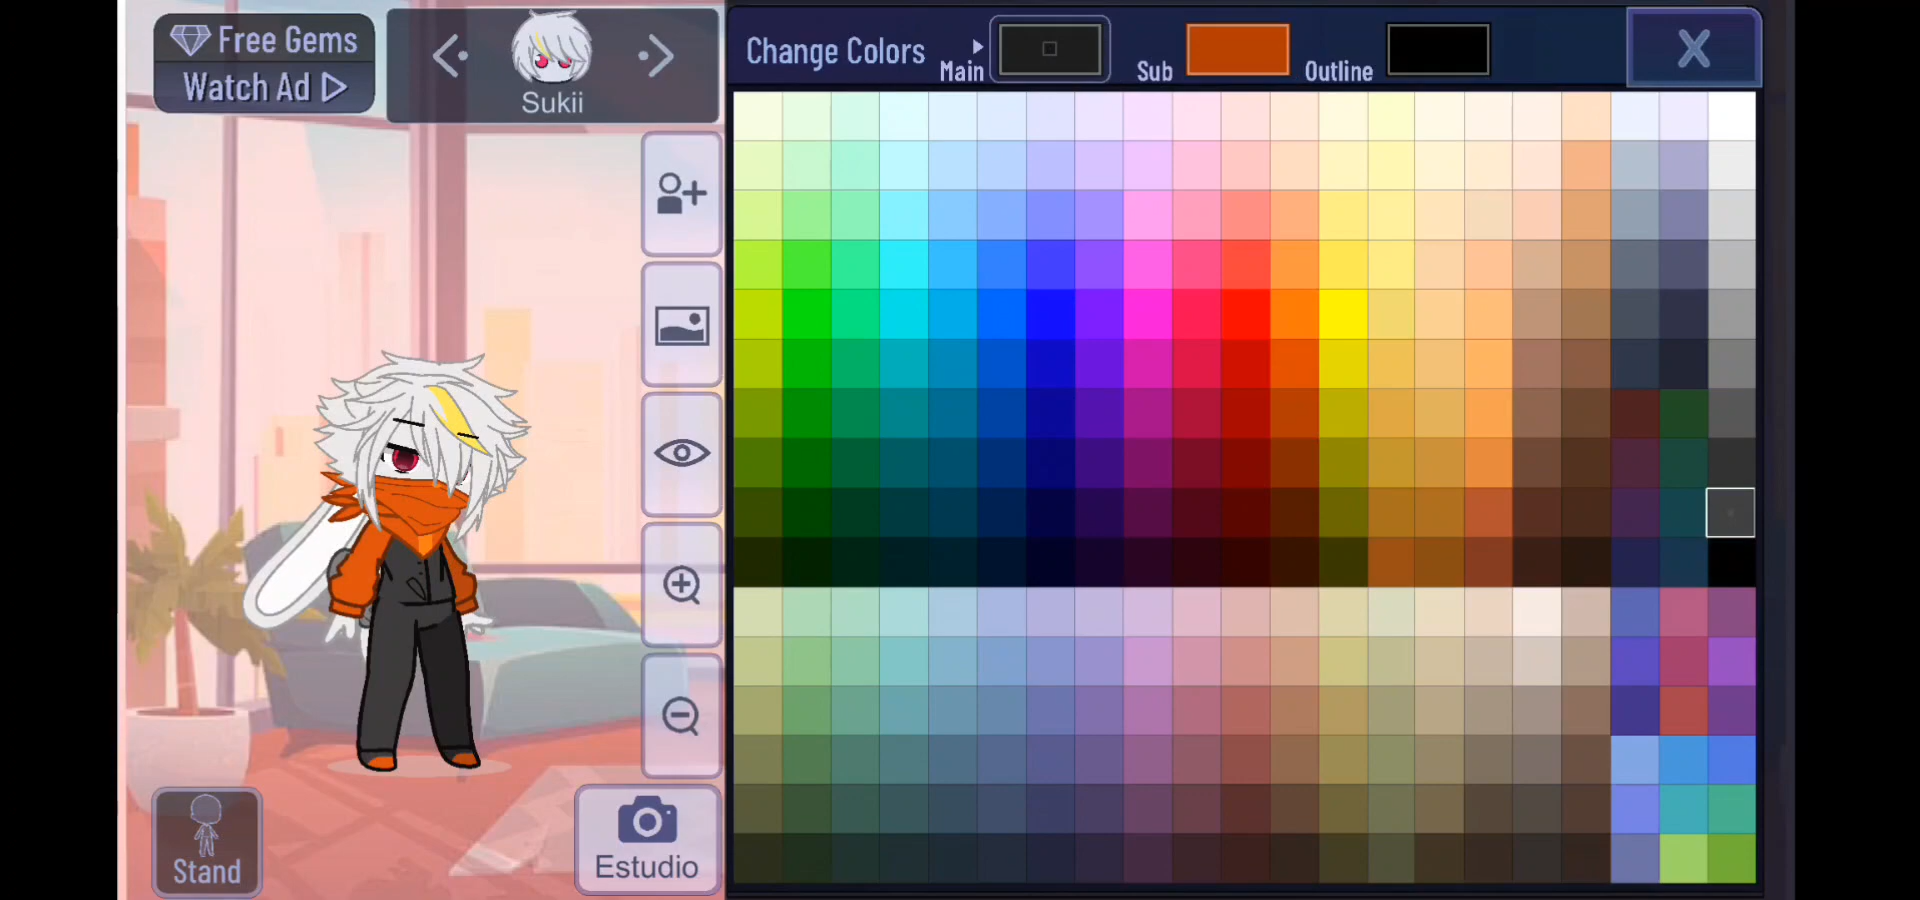 Free Gems
Watch Ad
Sukii
Change Colors
Main
Sub
Outline
X
Stand
Estudio